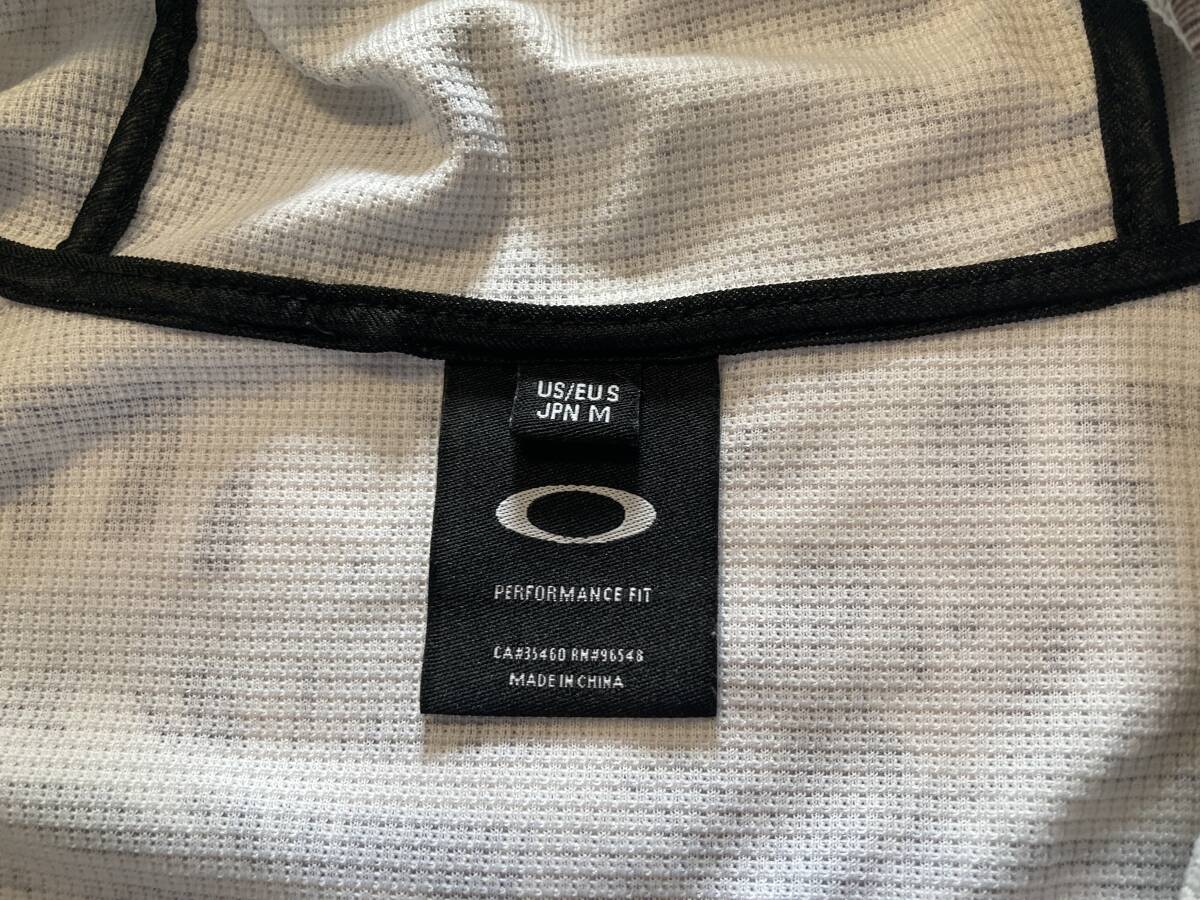 US/EU S
JPN M
PERFORMANCE FIT
CA#35460 RN#96548
MADE IN CHINA